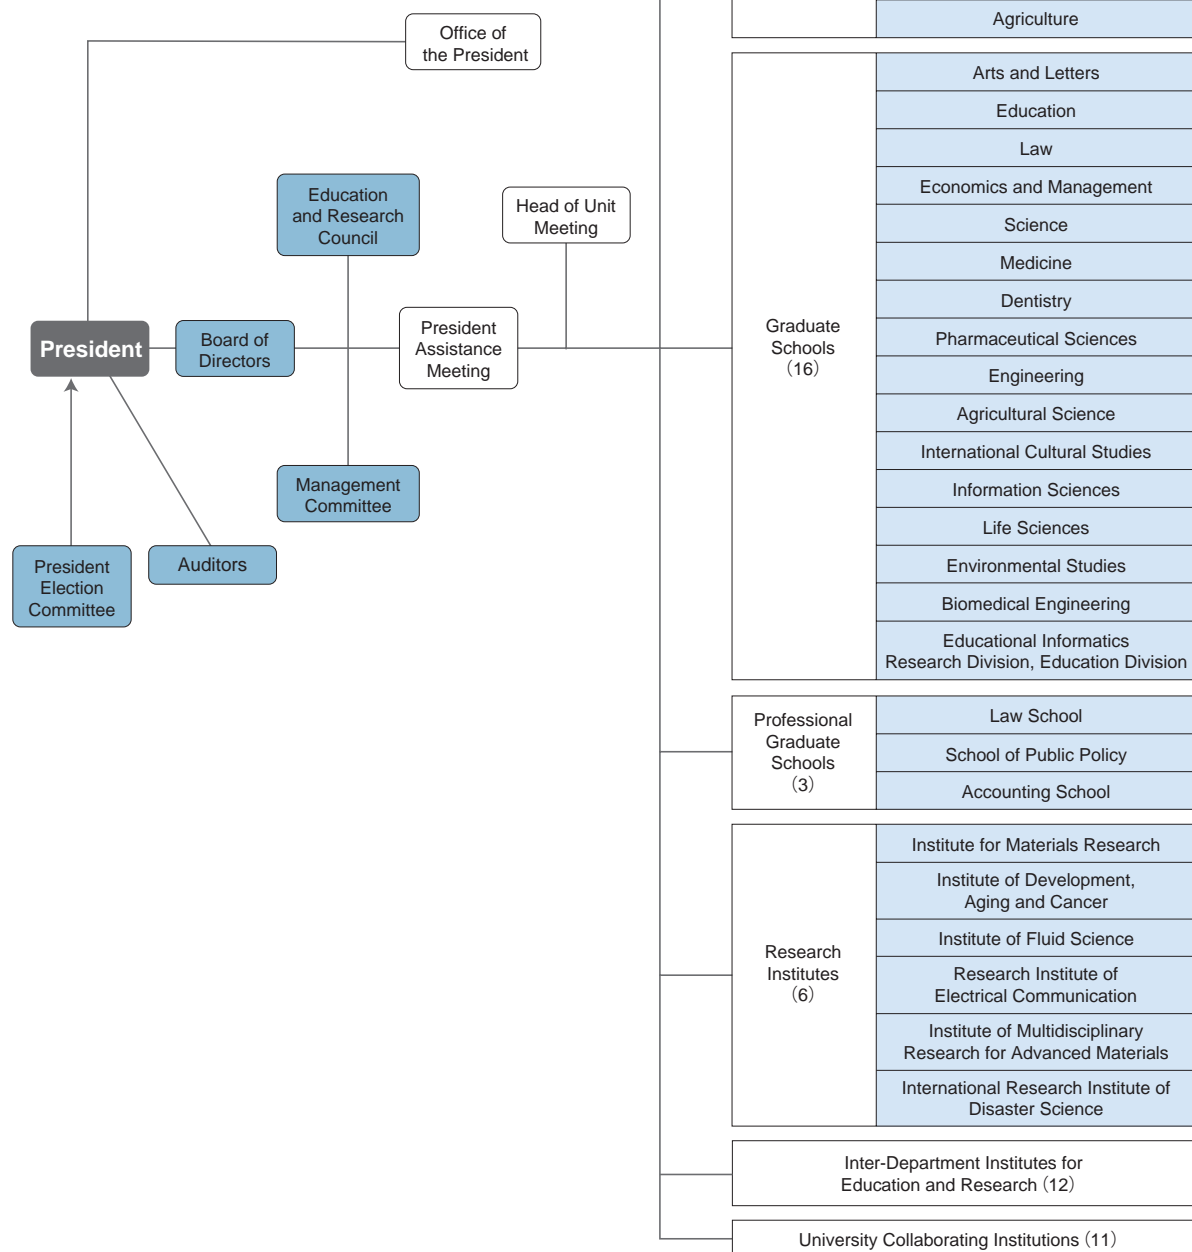 Office of
the President
Education
and Research
Council
Head of Unit
Meeting
President
Board of
Directors
President
Assistance
Meeting
Management
Committee
President
Election
Committee
Auditors
Agriculture
Graduate
Schools
(16)
Arts and Letters
Education
Law
Economics and Management
Science
Medicine
Dentistry
Pharmaceutical Sciences
Engineering
Agricultural Science
International Cultural Studies
Information Sciences
Life Sciences
Environmental Studies
Biomedical Engineering
Educational Informatics
Research Division, Education Division
Professional
Graduate
Schools
(3)
Law School
School of Public Policy
Accounting School
Research
Institutes
(6)
Institute for Materials Research
Institute of Development,
Aging and Cancer
Institute of Fluid Science
Research Institute of
Electrical Communication
Institute of Multidisciplinary
Research for Advanced Materials
International Research Institute of
Disaster Science
Inter-Department Institutes for
Education and Research (12)
University Collaborating Institutions (11)